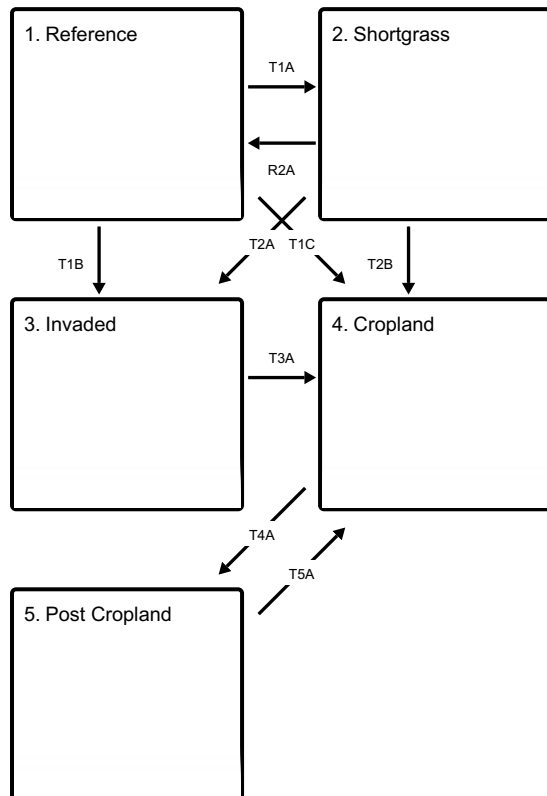 1. Reference
2. Shortgrass
T1A
R2A
T1B
T2A
T1C
T2B
3. Invaded
4. Cropland
T3A
T4A
T5A
5. Post Cropland